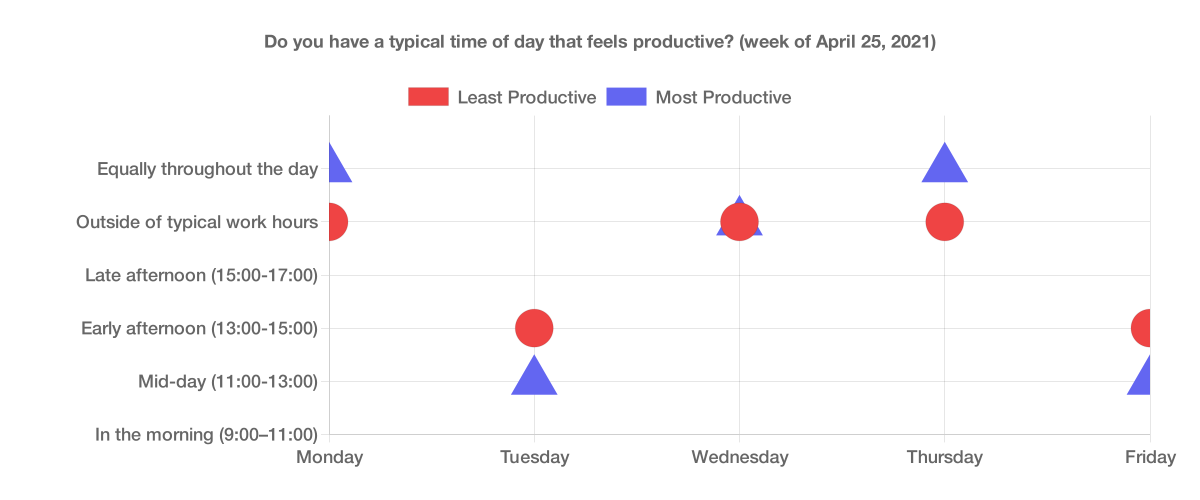 Do you have a typical time of day that feels productive? (week of April 25, 2021)
Least Productive Most Productive
Equally throughout the day
Outside of typical work hours
Late afternoon (15:00-17:00)
Early afternoon (13:00-15:00)
Mid-day (11:00-13:00)
In the morning (9:00–11:00)
Monday Tuesday Wednesday Thursday Friday